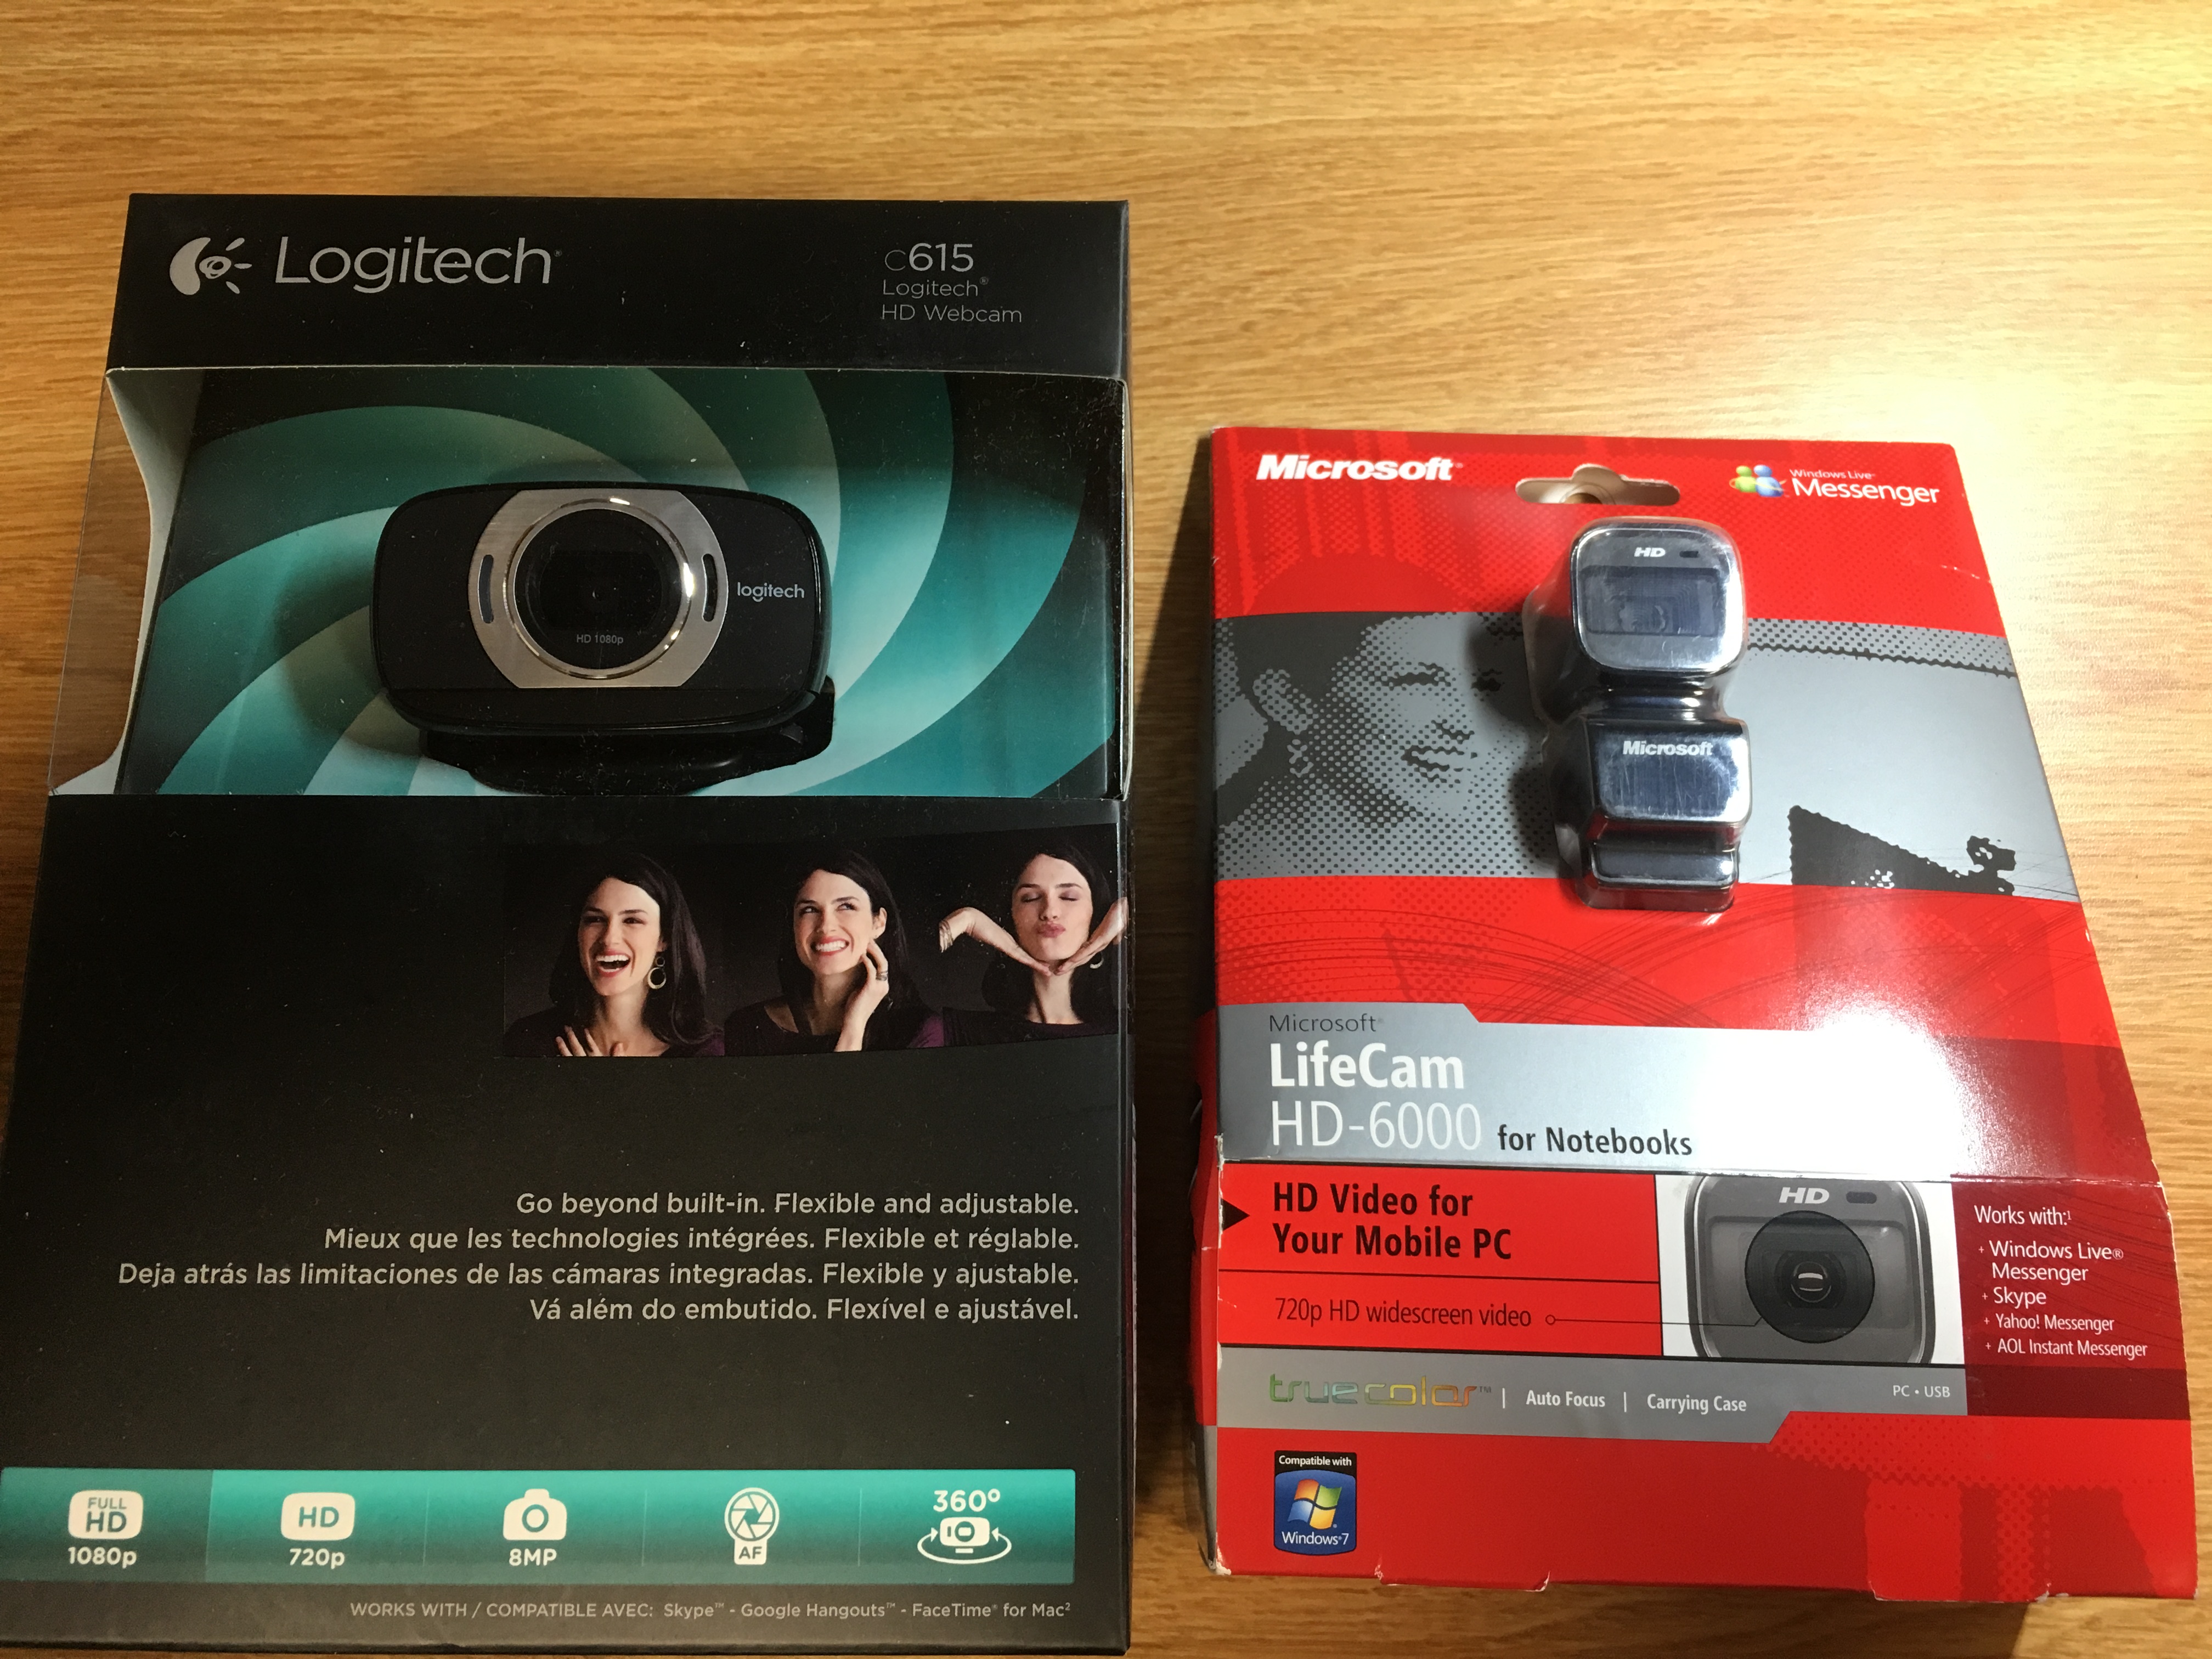 Logitech
c615
Logitech®
HD Webcam
logitech
HD 1080p
Go beyond built-in. Flexible and adjustable.
Mieux que les technologies intégrées. Flexible et réglable.
Deja atrás las limitaciones de las cámaras integradas. Flexible y ajustable.
Vá além do embutido. Flexível e ajustável.
FULL
HD
1080p
HD
720p
8MP
AF
360°
WORKS WITH / COMPATIBLE AVEC: Skype™ - Google Hangouts™ - FaceTime® for Mac²
Microsoft®
Windows Live™
Messenger
HD
Microsoft
Microsoft®
LifeCam
HD-6000 for Notebooks
HD Video for
Your Mobile PC
720p HD widescreen video
HD
Works with:¹
+ Windows Live®
Messenger
+ Skype
+ Yahoo! Messenger
+ AOL Instant Messenger
truecolor™ | Auto Focus | Carrying Case
PC • USB
Compatible with
Windows®7